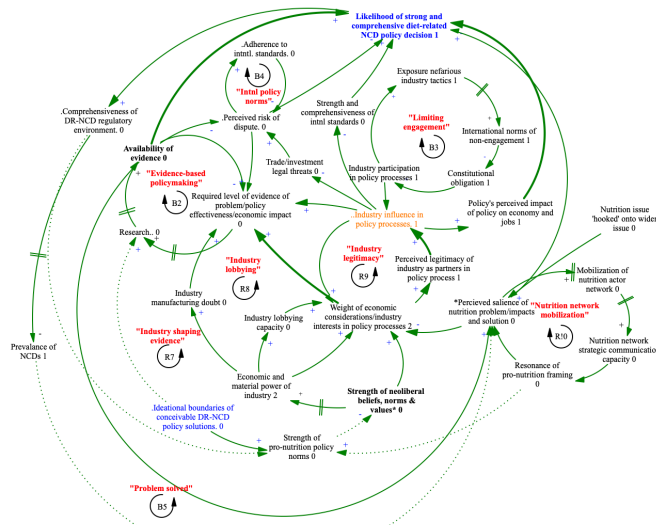 Likelihood of strong and
comprehensive diet-related
NCD policy decision 1
.Adherence to
intntl. standards. 0
B4
"Intnl policy
norms"
Exposure nefarious
industry tactics 1
.Comprehensiveness of
DR-NCD regulatory
environment. 0
.Perceived risk of
dispute. 0
Strength and
comprehensiveness of
intnl standards 0
"Limiting
engagement"
B3
International norms of
non-engagement 1
Availability of
evidence 0
Trade/investment
legal threats 0
Industry participation
in policy processes 1
Constitutional
obligation 1
"Evidence-based
policymaking"
B2
Required level of evidence of
problem/policy
effectiveness/economic impact
0
..Industry influence in
policy processes. 1
Policy's perceived impact
of policy on economy and
jobs 1
Nutrition issue
'hooked' onto wider
issue 0
Research.. 0
"Industry
lobbying"
R8
"Industry
legitimacy"
R9
Perceived legitimacy of
industry as partners in
policy process 1
Mobilization of
nutrition actor
network 0
Industry
manufacturing doubt 0
*Percieved salience of
nutrition problem/impacts
and solution 0
"Nutrition network
mobilization"
R!0
Industry lobbying
capacity 0
Weight of economic
considerations/industry
interests in policy processes 2
"Industry shaping
evidence"
R7
Prevalance of
NCDs 1
Nutrition network
strategic communication
capacity 0
Economic and
material power of
industry 2
Resonance of
pro-nutrition framing
0
Strength of neoliberal
beliefs, norms &
values* 0
.Ideational boundaries of
conceivable DR-NCD
policy solutions. 0
Strength of
pro-nutrition policy
norms 0
"Problem solved"
B5